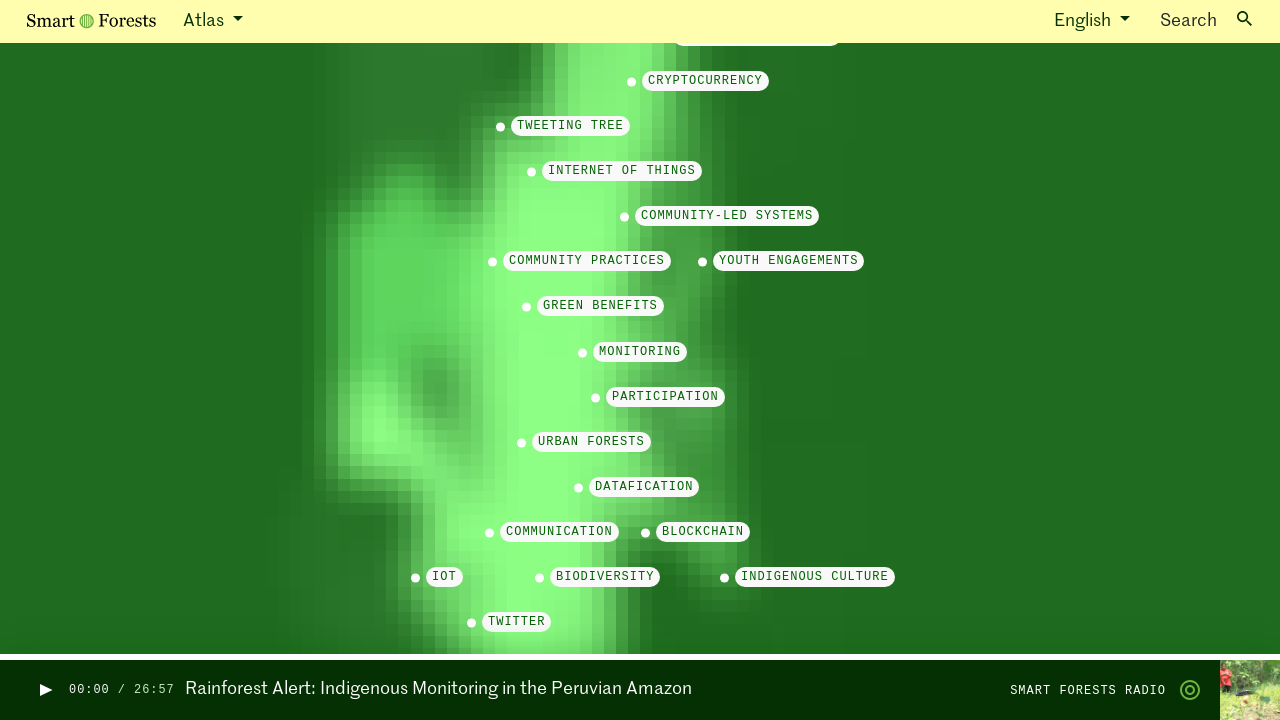 Smart Forests Atlas English Search
CRYPTOCURRENCY
TWEETING TREE
INTERNET OF THINGS
COMMUNITY-LED SYSTEMS
COMMUNITY PRACTICES YOUTH ENGAGEMENTS
GREEN BENEFITS
MONITORING
PARTICIPATION
URBAN FORESTS
DATAFICATION
COMMUNICATION BLOCKCHAIN
IOT BIODIVERSITY INDIGENOUS CULTURE
TWITTER
00:00 / 26:57 Rainforest Alert: Indigenous Monitoring in the Peruvian Amazon SMART FORESTS RADIO